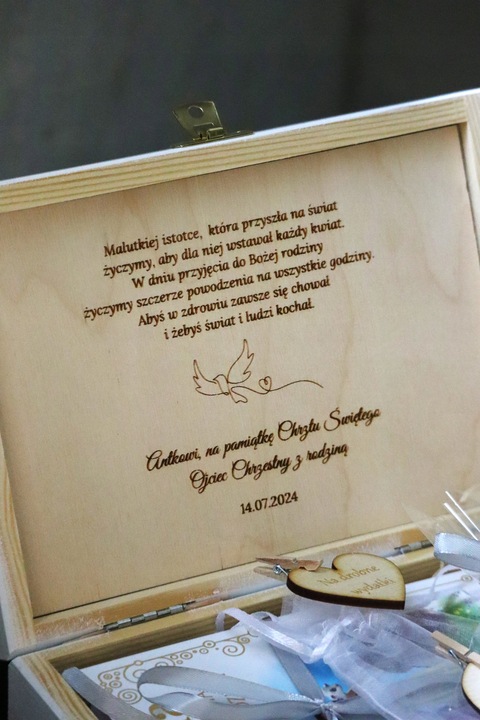 Malutkiej istotce, która przyszła na świat
życzymy, aby dla niej wstawał każdy kwiat.
W dniu przyjęcia do Bożej rodziny
życzymy szczerze powodzenia na wszystkie godziny.
Abyś w zdrowiu zawsze się chował
i żebyś świat i ludzi kochał.
Antkowi, na pamiątkę Chrztu Świętego
Ojciec Chrzestny z rodziną
14.07.2024
Na drobne
wydatki